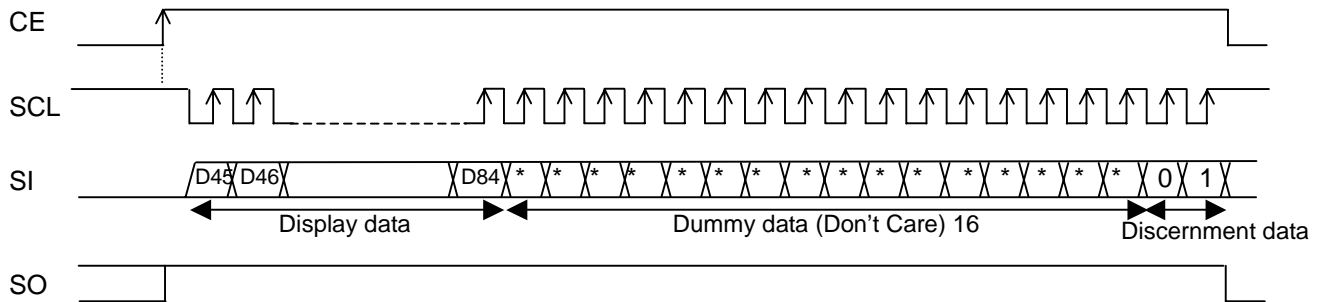 CE
SCL
SI D45 D46 D84 * * * * * * * * * * * * * * * * 0 1
Display data Dummy data (Don't Care) 16 Discernment data
SO